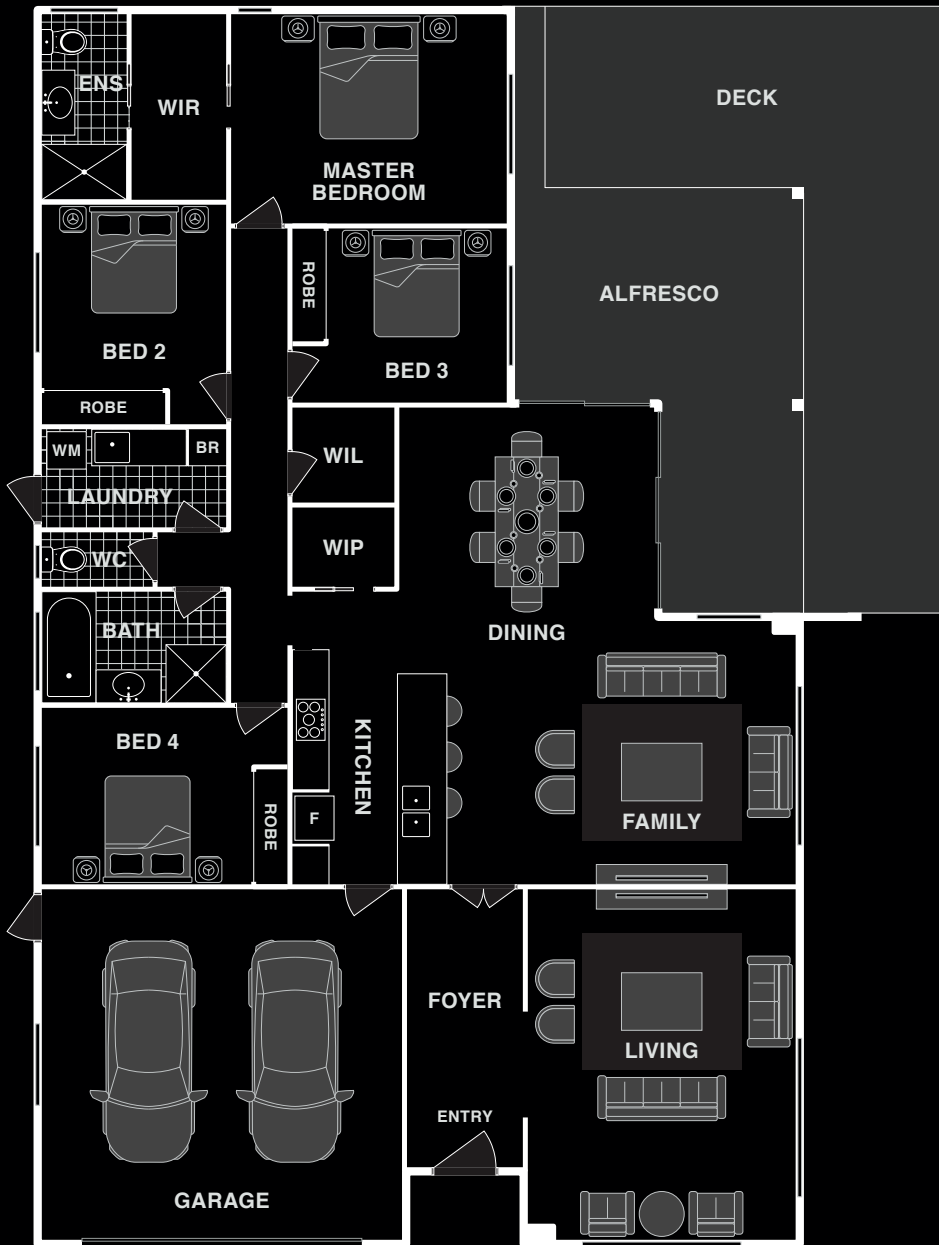 ENS
WIR
MASTER
BEDROOM
DECK
ROBE
ALFRESCO
BED 2
BED 3
ROBE
WM
BR
WIL
LAUNDRY
WC
WIP
BATH
DINING
BED 4
KITCHEN
ROBE
F
FAMILY
FOYER
LIVING
ENTRY
GARAGE